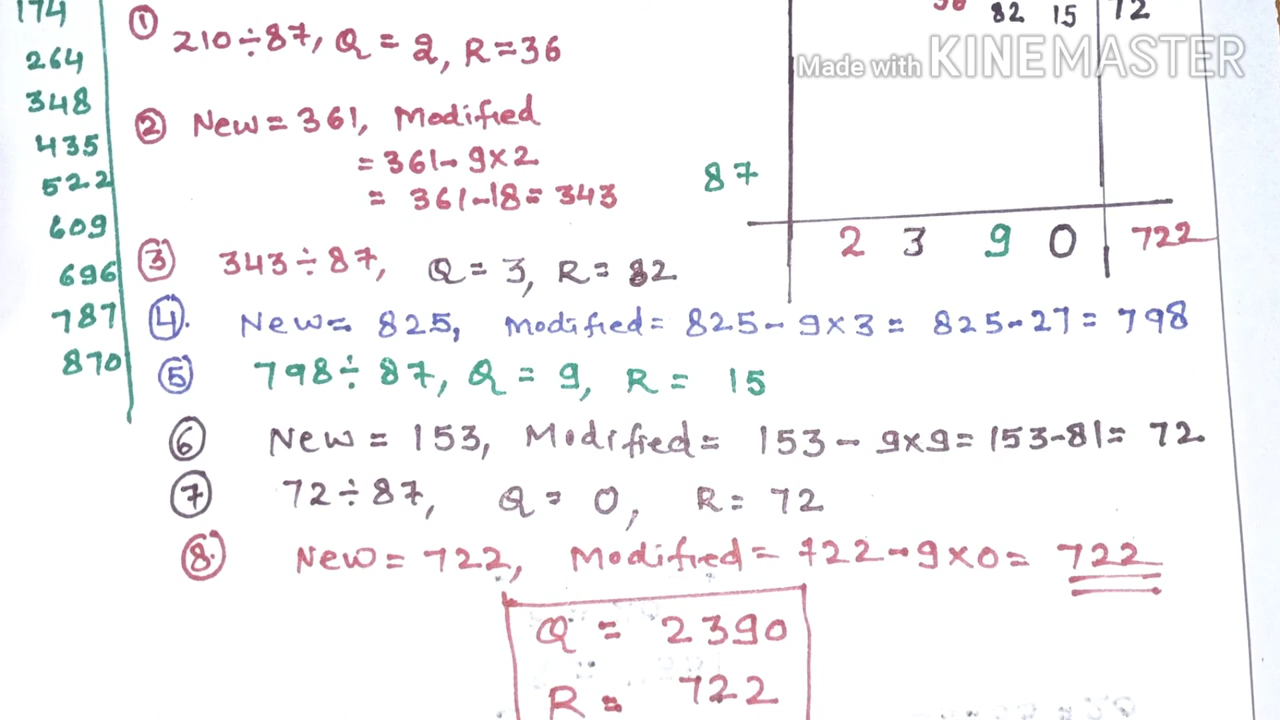 174
264
348
435
522
609
696
787
870
① 210÷87, Q = 2, R = 36
② New = 361, Modified
= 361 - 9×2
= 361 - 18 = 343
③ 343÷87, Q = 3, R = 82
④. New = 825, Modified = 825 - 9×3 = 825 - 27 = 798
⑤ 798÷87, Q = 9, R = 15
⑥ New = 153, Modified = 153 - 9×9 = 153 - 81 = 72.
⑦ 72÷87, Q = 0, R = 72
⑧. New = 722, Modified = 722 - 9×0 = 722
Q = 2390
R = 722
36 82 15 72
Made with KINEMASTER
87
2 3 9 0 722